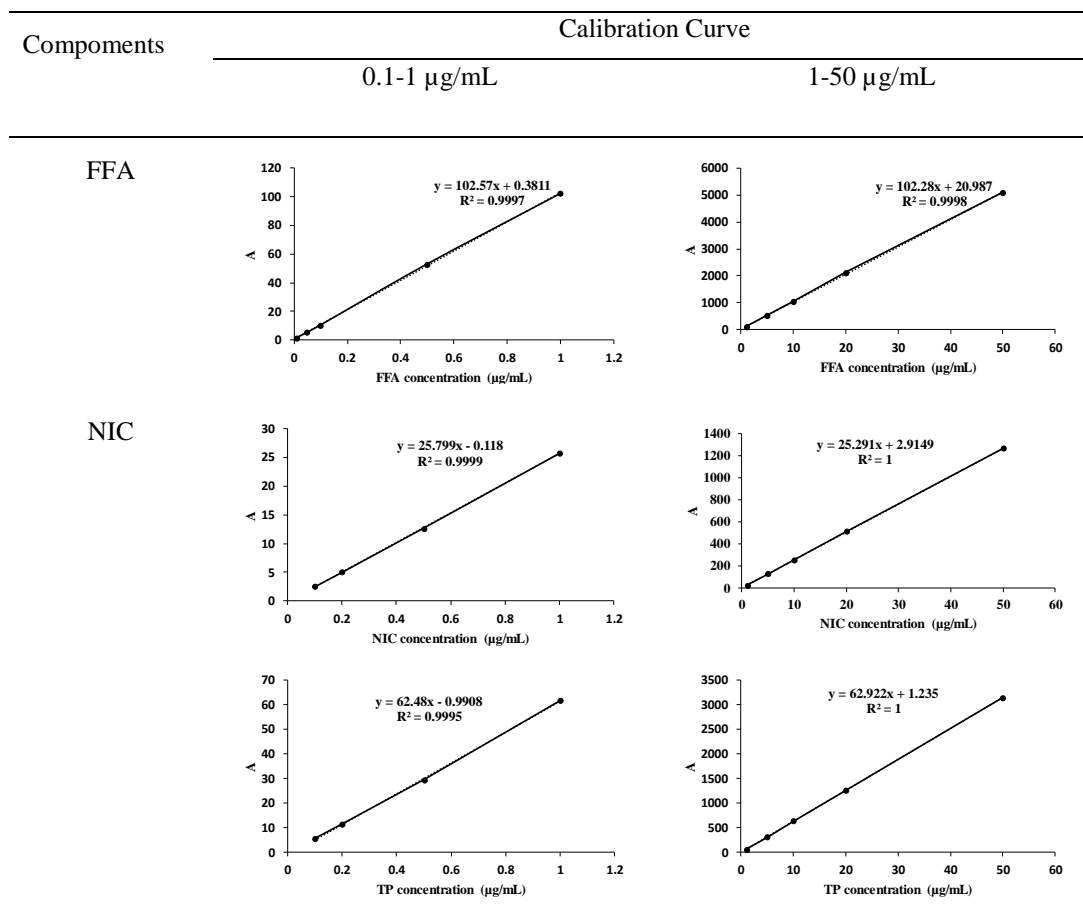 Compoments
Calibration Curve
0.1-1 µg/mL
1-50 µg/mL
FFA
120
100
80
60
40
20
0
A
y = 102.57x + 0.3811
R² = 0.9997
0 0.2 0.4 0.6 0.8 1 1.2
FFA concentration (µg/mL)
6000
5000
4000
3000
2000
1000
0
A
y = 102.28x + 20.987
R² = 0.9998
0 10 20 30 40 50 60
FFA concentration (µg/mL)
NIC
30
25
20
15
10
5
0
A
y = 25.799x - 0.118
R² = 0.9999
0 0.2 0.4 0.6 0.8 1 1.2
NIC concentration (µg/mL)
1400
1200
1000
800
600
400
200
0
A
y = 25.291x + 2.9149
R² = 1
0 10 20 30 40 50 60
NIC concentration (µg/mL)
70
60
50
40
30
20
10
0
A
y = 62.48x - 0.9908
R² = 0.9995
0 0.2 0.4 0.6 0.8 1 1.2
TP concentration (µg/mL)
3500
3000
2500
2000
1500
1000
500
0
A
y = 62.922x + 1.235
R² = 1
0 10 20 30 40 50 60
TP concentration (µg/mL)